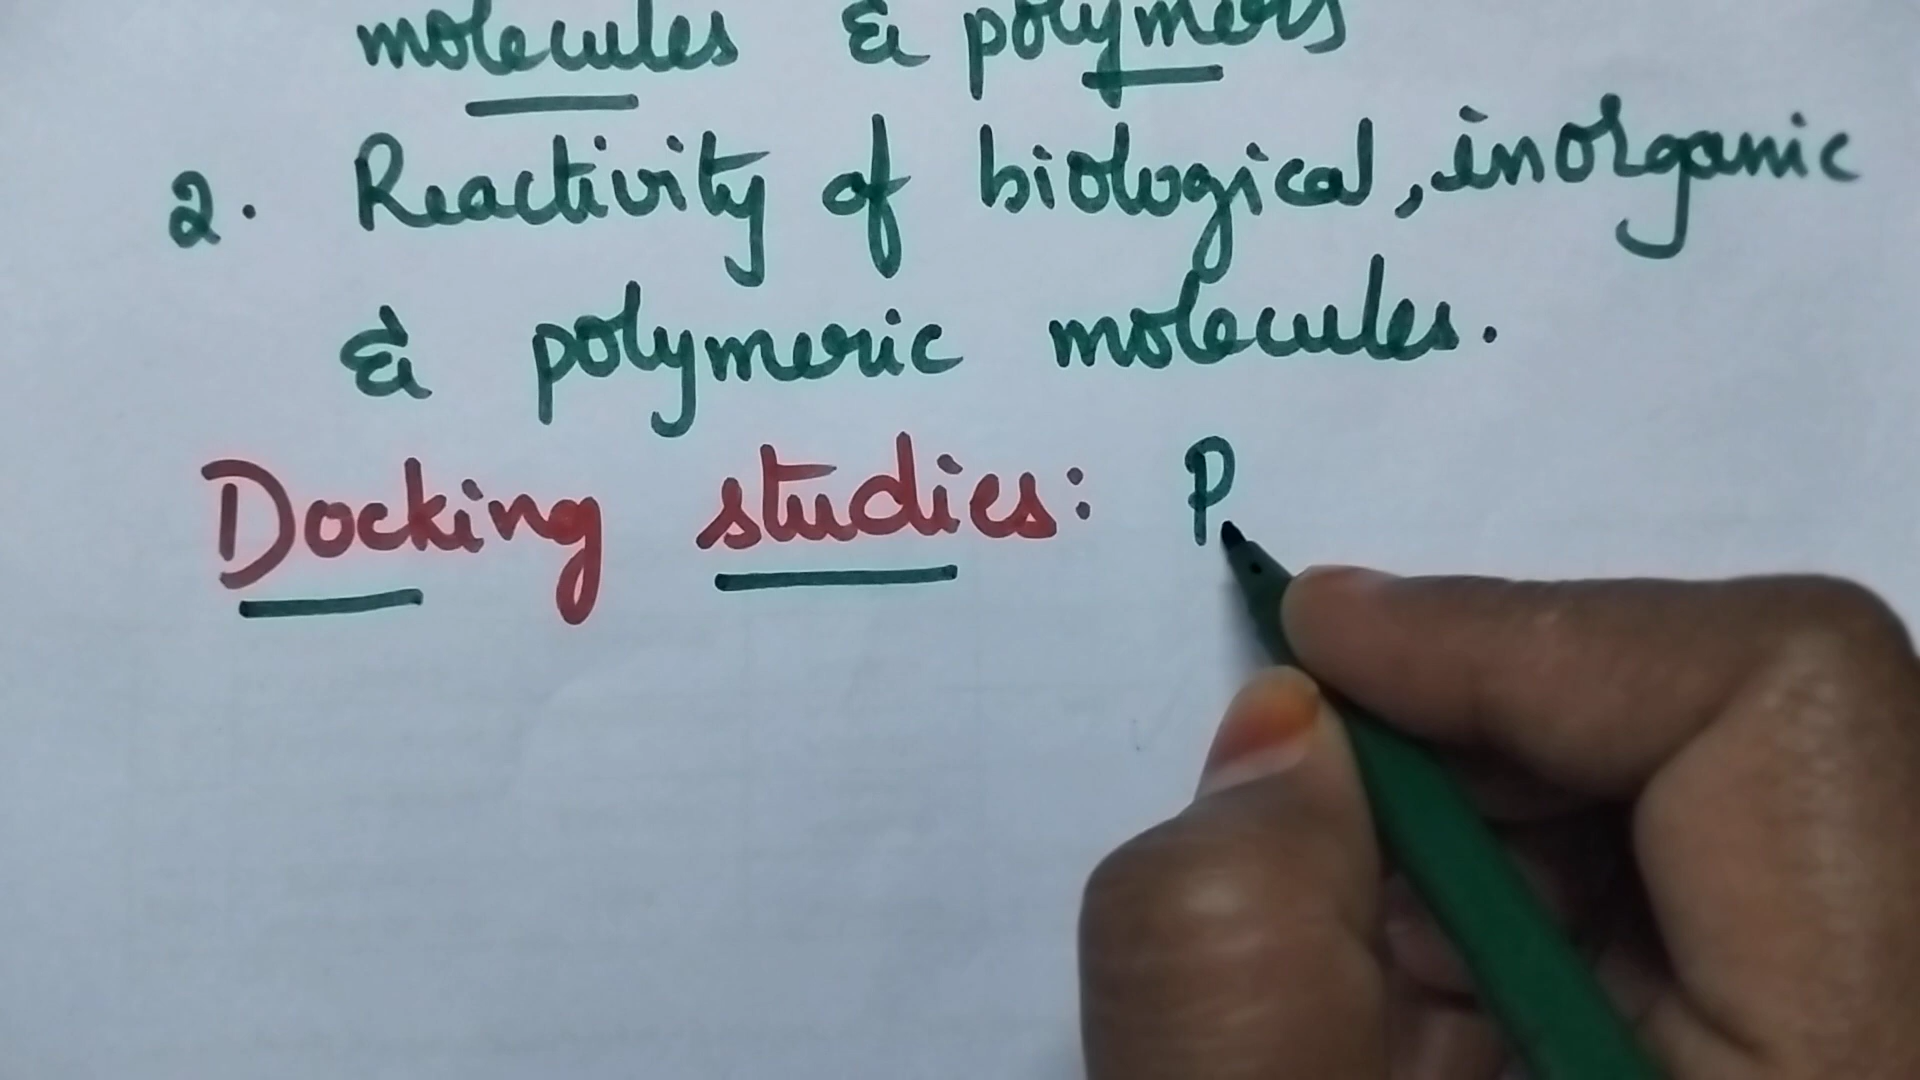 molecules & polymers
2. Reactivity of biological, inorganic
& polymeric molecules.
Docking studies: P